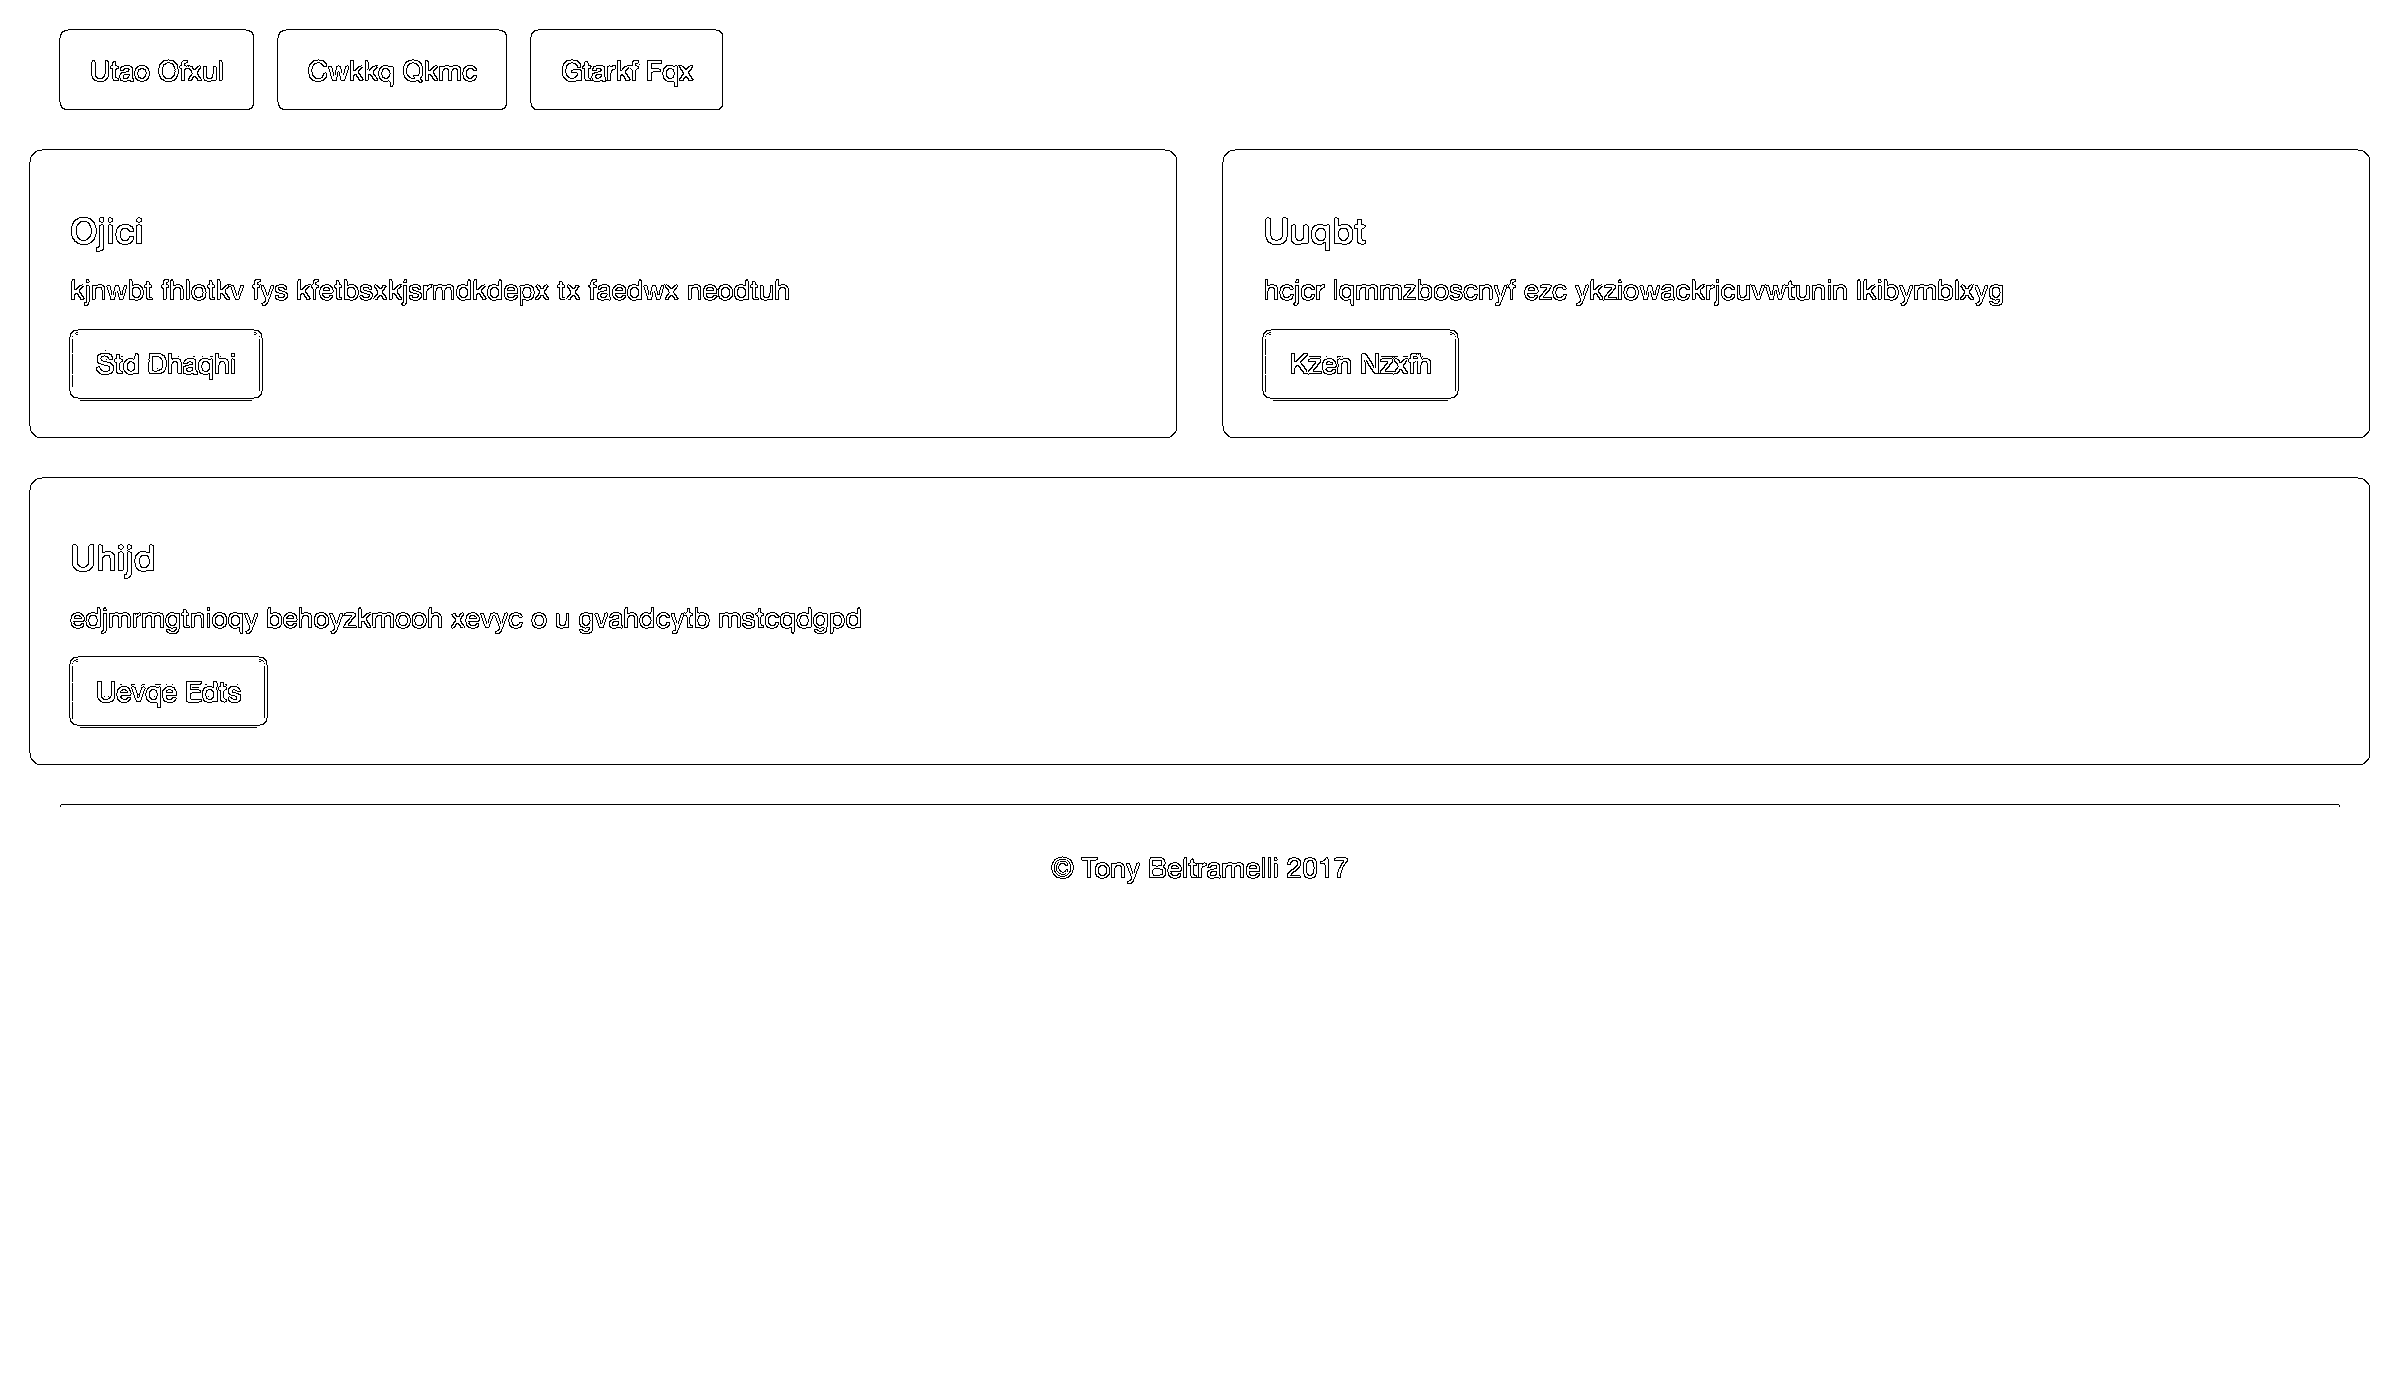 Utao Ofxul Cwkkq Qkmc Gtarkf Fqx
Ojici
kjnwbt fhlotkv fys kfetbsxkjsrmdkdepx tx faedwx neodtuh
Std Dhaqhi
Uuqbt
hcjcr lqmmzboscnyf ezc ykziowackrjcuvwtunin lkibymblxyg
Kzen Nzxfh
Uhijd
edjmrmgtnioqy behoyzkmooh xevyc o u gvahdcytb mstcqdgpd
Uevqe Edts
© Tony Beltramelli 2017